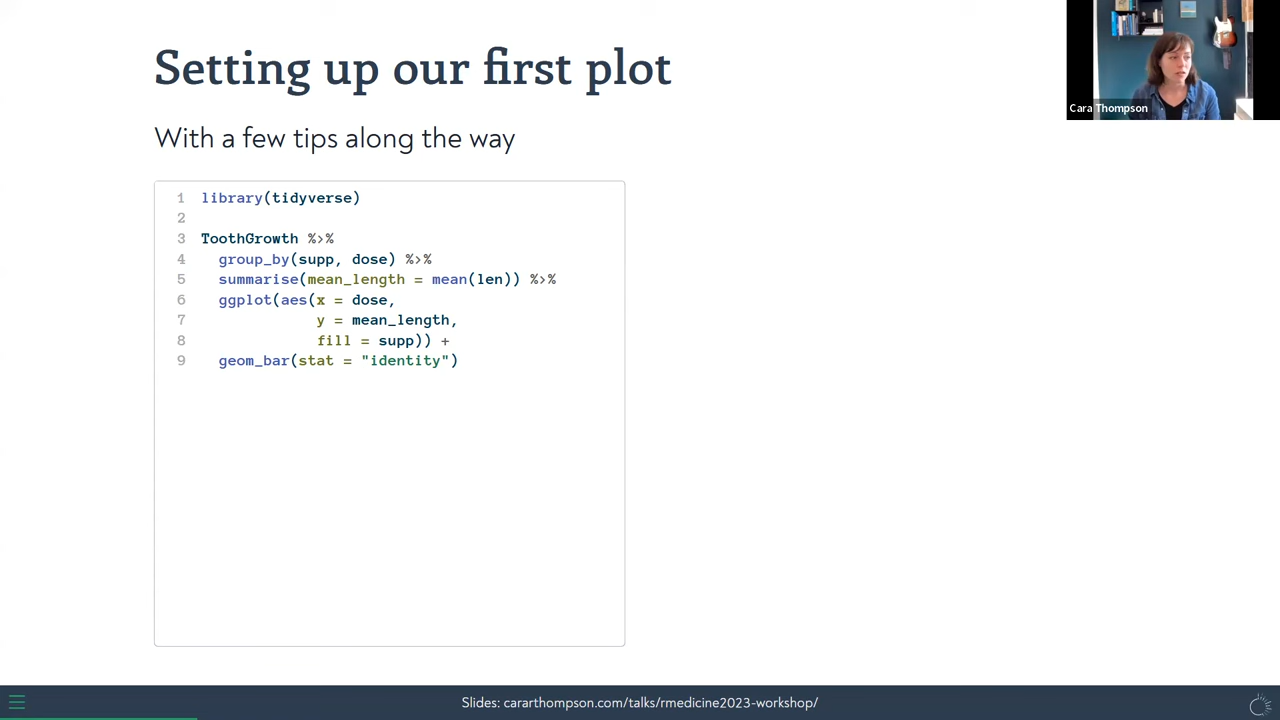 Setting up our first plot
With a few tips along the way
1 library(tidyverse)
2
3 ToothGrowth %>%
4   group_by(supp, dose) %>%
5   summarise(mean_length = mean(len)) %>%
6   ggplot(aes(x = dose,
7              y = mean_length,
8              fill = supp)) +
9   geom_bar(stat = "identity")
Cara Thompson
Slides: cararthompson.com/talks/rmedicine2023-workshop/